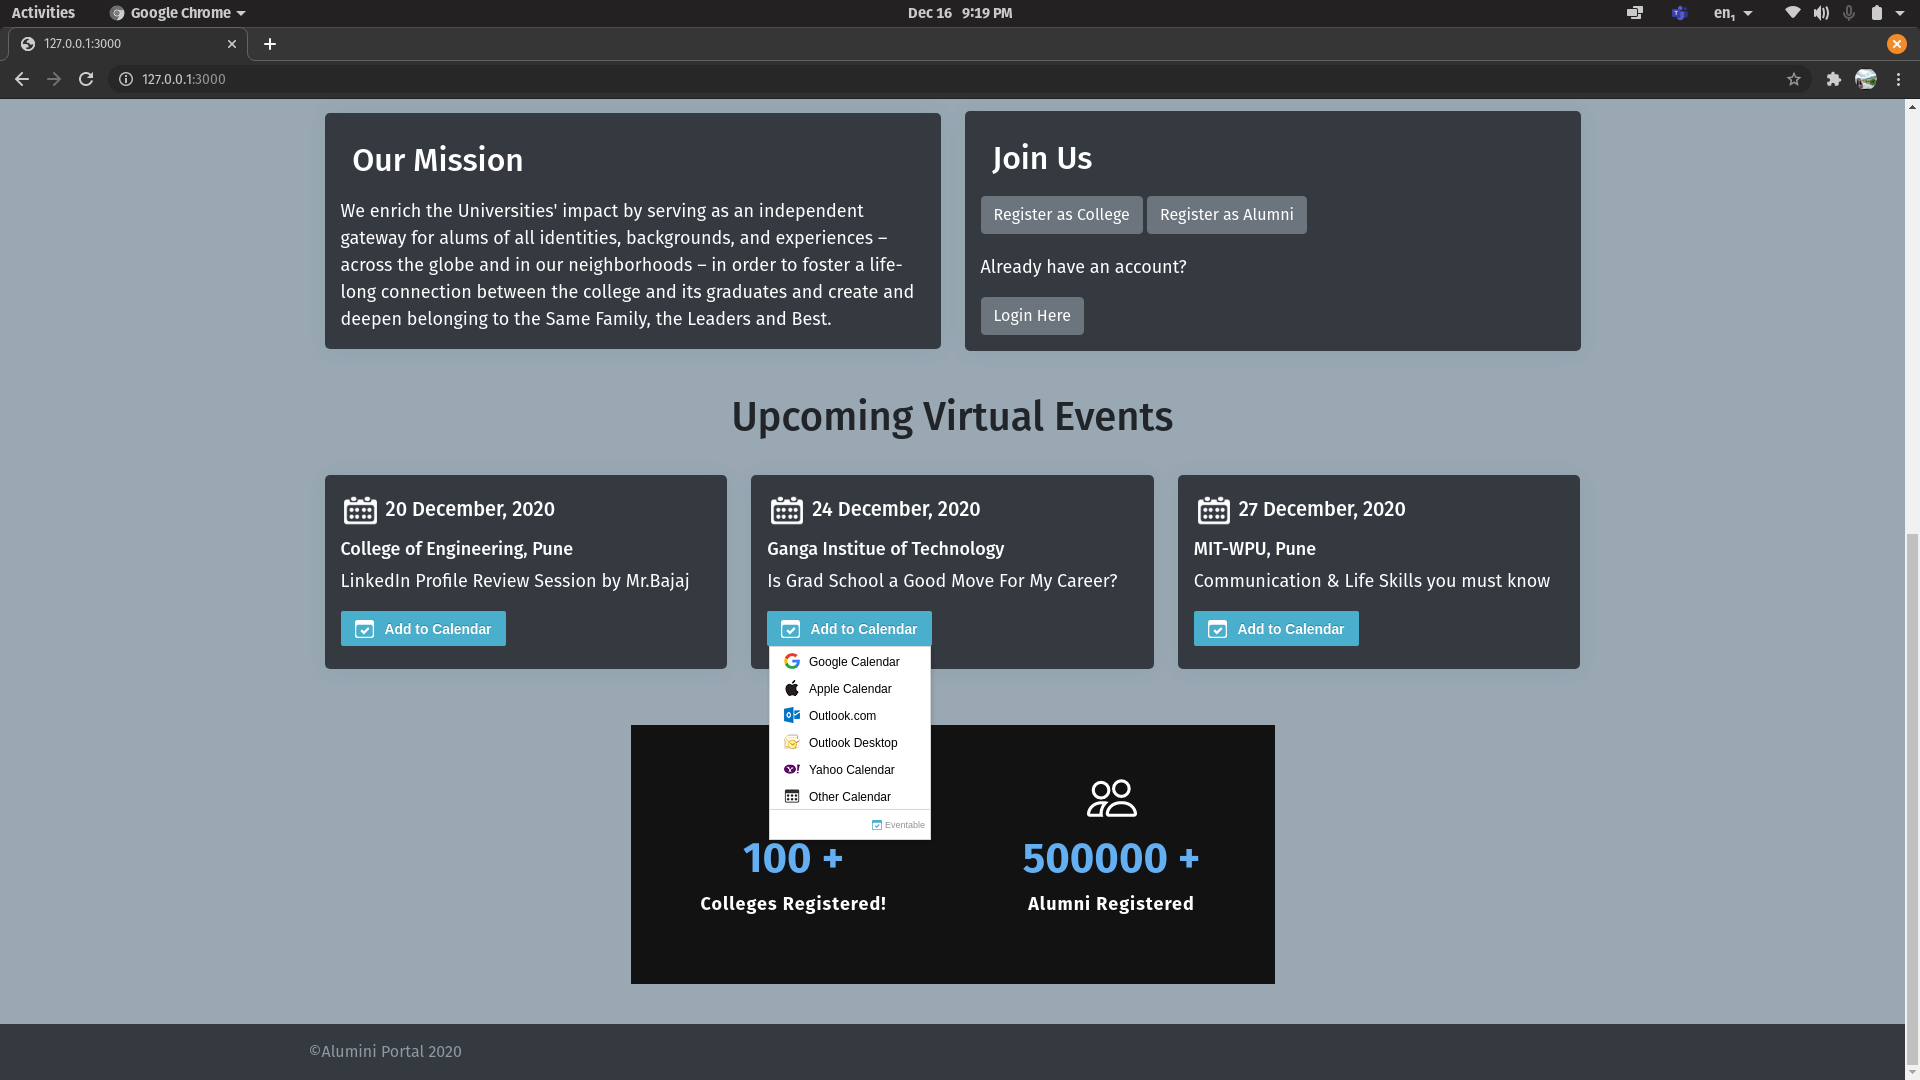 Activities
Google Chrome
Dec 16 9:19 PM
en1
127.0.0.1:3000
127.0.0.1:3000
Our Mission
We enrich the Universities' impact by serving as an independent
gateway for alums of all identities, backgrounds, and experiences –
across the globe and in our neighborhoods – in order to foster a life-
long connection between the college and its graduates and create and
deepen belonging to the Same Family, the Leaders and Best.
Join Us
Register as College
Register as Alumni
Already have an account?
Login Here
Upcoming Virtual Events
20 December, 2020
College of Engineering, Pune
LinkedIn Profile Review Session by Mr.Bajaj
Add to Calendar
24 December, 2020
Ganga Institue of Technology
Is Grad School a Good Move For My Career?
Add to Calendar
Google Calendar
Apple Calendar
Outlook.com
Outlook Desktop
Yahoo Calendar
Other Calendar
Eventable
27 December, 2020
MIT-WPU, Pune
Communication & Life Skills you must know
Add to Calendar
100 +
Colleges Registered!
500000 +
Alumni Registered
©Alumini Portal 2020